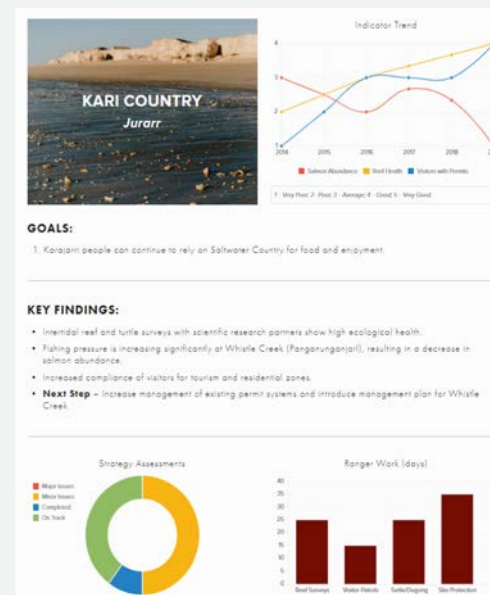 KARI COUNTRY
Jurarr
Indicator Trend
4
3
2
1
2014 2015 2016 2017 2018
Salmon Abundance Reef Health Visitors with Permits
1 - Very Poor; 2 - Poor; 3 - Average; 4 - Good; 5 - Very Good
GOALS:
1. Karajarri people can continue to rely on Saltwater Country for food and enjoyment.
KEY FINDINGS:
• Intertidal reef and turtle surveys with scientific research partners show high ecological health.
• Fishing pressure is increasing significantly at Whistle Creek (Panganunganjarl), resulting in a decrease in
salmon abundance.
• Increased compliance of visitors for tourism and residential zones.
• Next Step – Increase management of existing permit systems and introduce management plan for Whistle
Creek
Strategy Assessments
Major Issues
Minor Issues
Completed
On Track
Ranger Work (days)
40
35
30
25
20
15
10
5
0
Reef Surveys Visitor Patrols Turtle/Dugong Site Protection